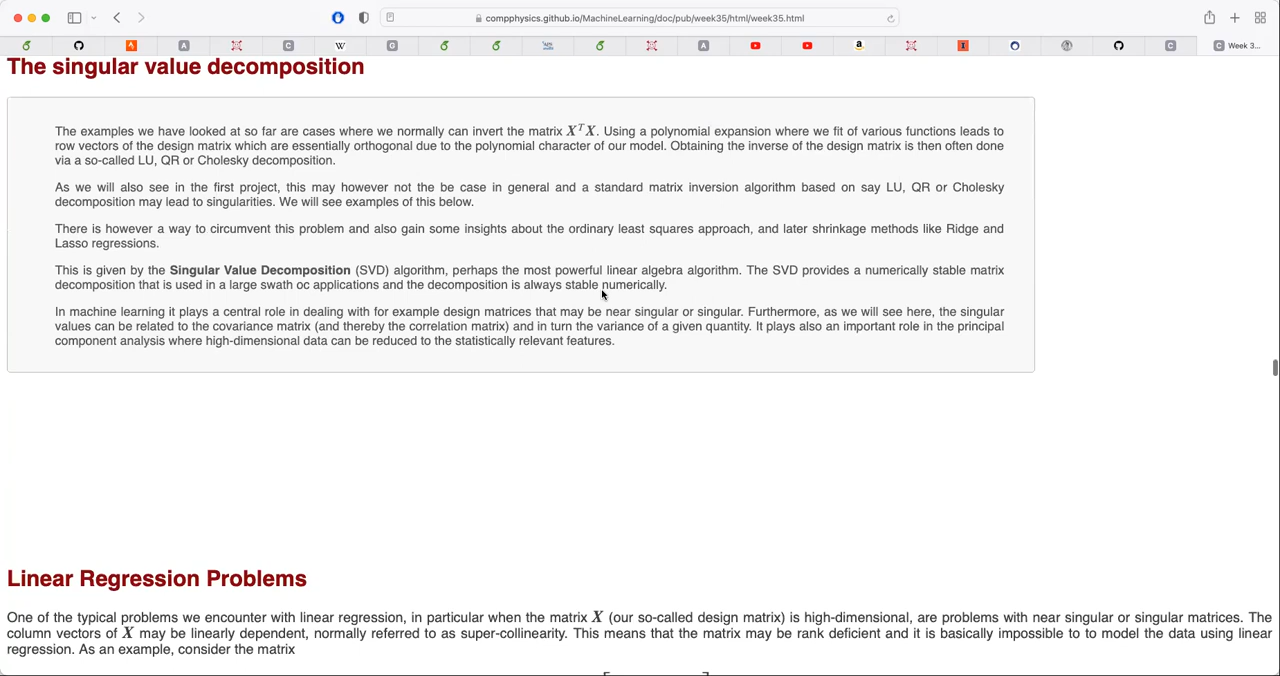 compphysics.github.io/MachineLearning/doc/pub/week35/html/week35.html
Week 3...
The singular value decomposition
The examples we have looked at so far are cases where we normally can invert the matrix XᵀX. Using a polynomial expansion where we fit of various functions leads to
row vectors of the design matrix which are essentially orthogonal due to the polynomial character of our model. Obtaining the inverse of the design matrix is then often done
via a so-called LU, QR or Cholesky decomposition.
As we will also see in the first project, this may however not the be case in general and a standard matrix inversion algorithm based on say LU, QR or Cholesky
decomposition may lead to singularities. We will see examples of this below.
There is however a way to circumvent this problem and also gain some insights about the ordinary least squares approach, and later shrinkage methods like Ridge and
Lasso regressions.
This is given by the Singular Value Decomposition (SVD) algorithm, perhaps the most powerful linear algebra algorithm. The SVD provides a numerically stable matrix
decomposition that is used in a large swath oc applications and the decomposition is always stable numerically.
In machine learning it plays a central role in dealing with for example design matrices that may be near singular or singular. Furthermore, as we will see here, the singular
values can be related to the covariance matrix (and thereby the correlation matrix) and in turn the variance of a given quantity. It plays also an important role in the principal
component analysis where high-dimensional data can be reduced to the statistically relevant features.
Linear Regression Problems
One of the typical problems we encounter with linear regression, in particular when the matrix X (our so-called design matrix) is high-dimensional, are problems with near singular or singular matrices. The
column vectors of X may be linearly dependent, normally referred to as super-collinearity. This means that the matrix may be rank deficient and it is basically impossible to to model the data using linear
regression. As an example, consider the matrix